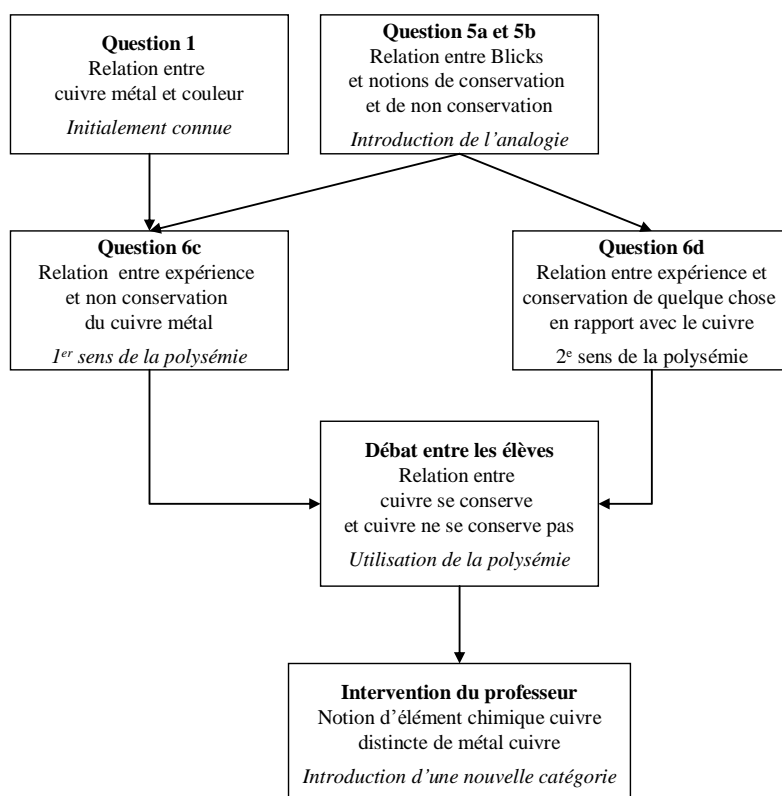 Question 1
Relation entre
cuivre métal et couleur
Initialement connue
Question 5a et 5b
Relation entre Blicks
et notions de conservation
et de non conservation
Introduction de l’analogie
Question 6c
Relation entre expérience
et non conservation
du cuivre métal
1er sens de la polysémie
Question 6d
Relation entre expérience et
conservation de quelque chose
en rapport avec le cuivre
2e sens de la polysémie
Débat entre les élèves
Relation entre
cuivre se conserve
et cuivre ne se conserve pas
Utilisation de la polysémie
Intervention du professeur
Notion d’élément chimique cuivre
distincte de métal cuivre
Introduction d’une nouvelle catégorie